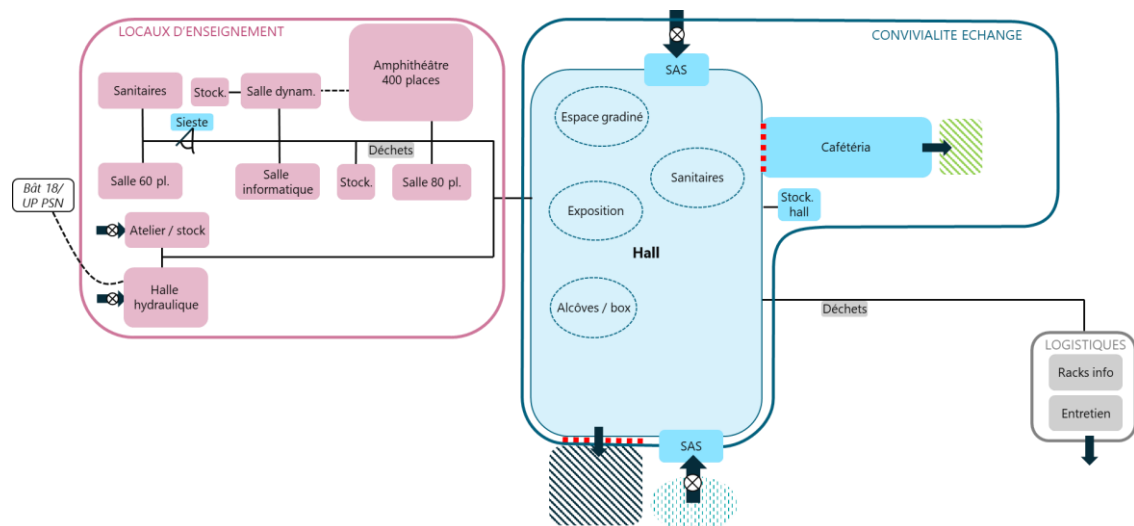 LOCAUX D'ENSEIGNEMENT
Amphithéâtre
400 places
Sanitaires
Stock.
Salle dynam.
Sieste
Déchets
Salle 60 pl.
Salle
informatique
Stock.
Salle 80 pl.
Bât 18/
UP PSN
Atelier / stock
Halle
hydraulique
CONVIVIALITE ECHANGE
SAS
Espace gradiné
Cafétéria
Sanitaires
Exposition
Stock.
hall
Hall
Alcôves / box
Déchets
SAS
LOGISTIQUES
Racks info
Entretien